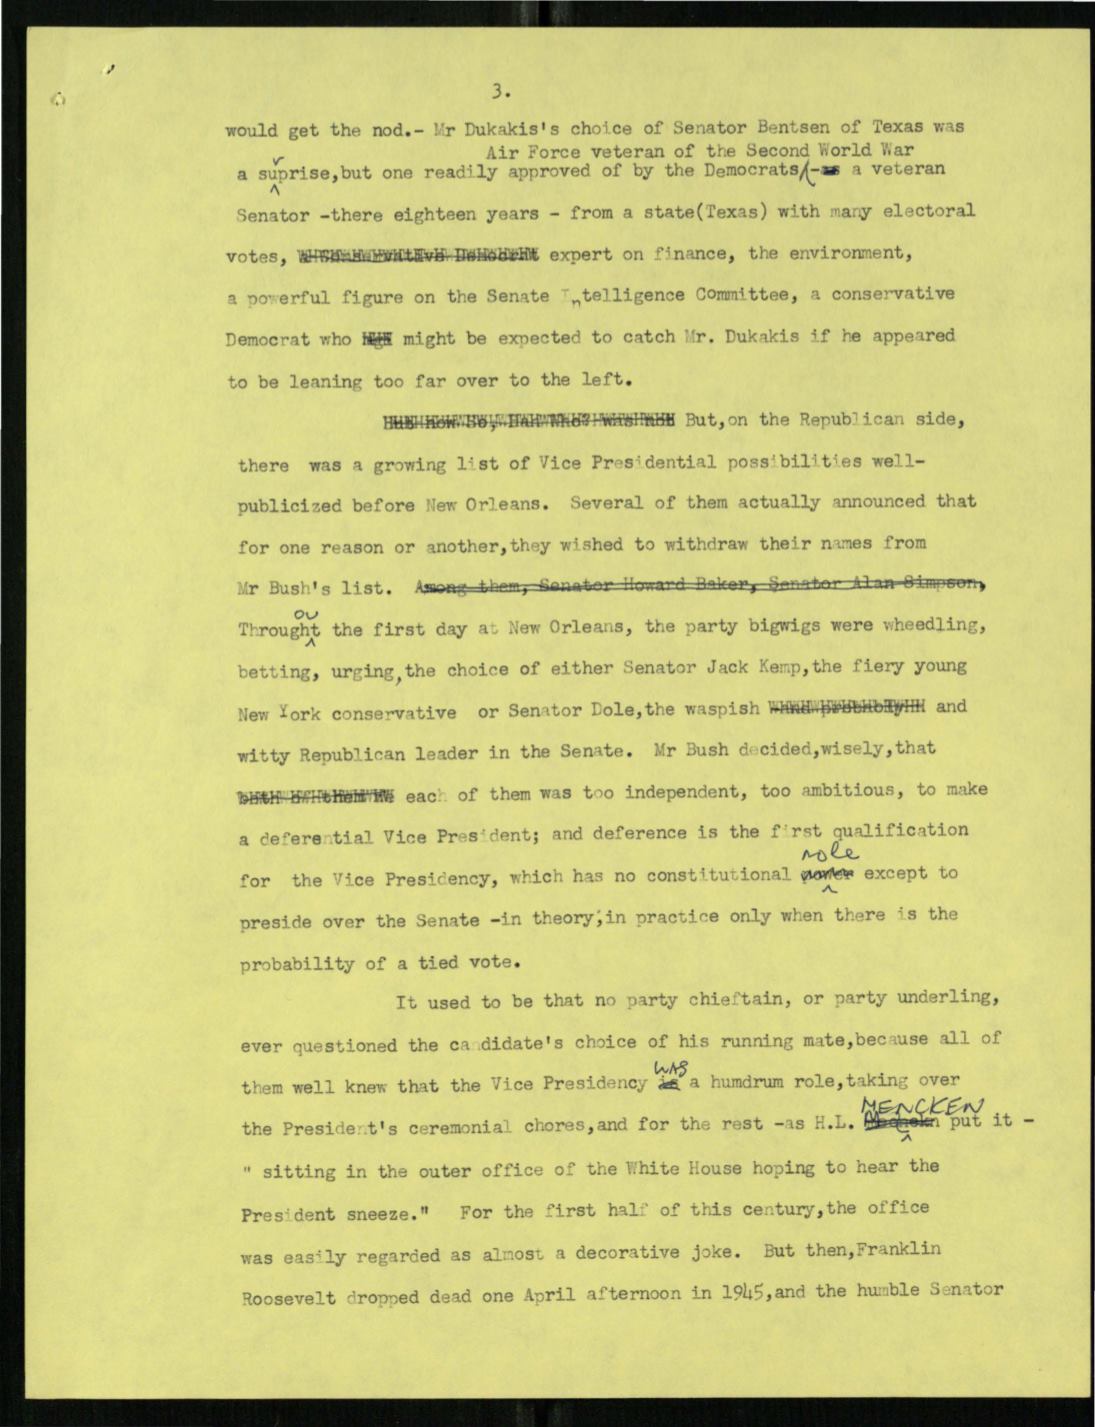 3.
would get the nod.- Mr Dukakis's choice of Senator Bentsen of Texas was
Air Force veteran of the Second World War
r
a suprise,but one readily approved of by the Democrats -as a veteran
Senator -there eighteen years - from a state(Texas) with many electoral
votes, expert on finance, the environment,
a powerful figure on the Senate Intelligence Committee, a conservative
Democrat who might be expected to catch Mr. Dukakis if he appeared
to be leaning too far over to the left.
But,on the Republican side,
there was a growing list of Vice Presidential possibilities well-
publicized before New Orleans. Several of them actually announced that
for one reason or another,they wished to withdraw their names from
Mr Bush's list. Among them, Senator Howard Baker, Senator Alan Simpson,
ou
Throught the first day at New Orleans, the party bigwigs were wheedling,
betting, urging,the choice of either Senator Jack Kemp,the fiery young
New York conservative or Senator Dole,the waspish and
witty Republican leader in the Senate. Mr Bush decided,wisely,that
each of them was too independent, too ambitious, to make
a deferential Vice President; and deference is the first qualification
role
for the Vice Presidency, which has no constitutional power except to
preside over the Senate -in theory;in practice only when there is the
probability of a tied vote.
It used to be that no party chieftain, or party underling,
ever questioned the candidate's choice of his running mate,because all of
WAS
them well knew that the Vice Presidency is a humdrum role,taking over
MENCKEN
the President's ceremonial chores,and for the rest -as H.L. put it -
" sitting in the outer office of the White House hoping to hear the
President sneeze." For the first half of this century,the office
was easily regarded as almost a decorative joke. But then,Franklin
Roosevelt dropped dead one April afternoon in 1945,and the humble Senator